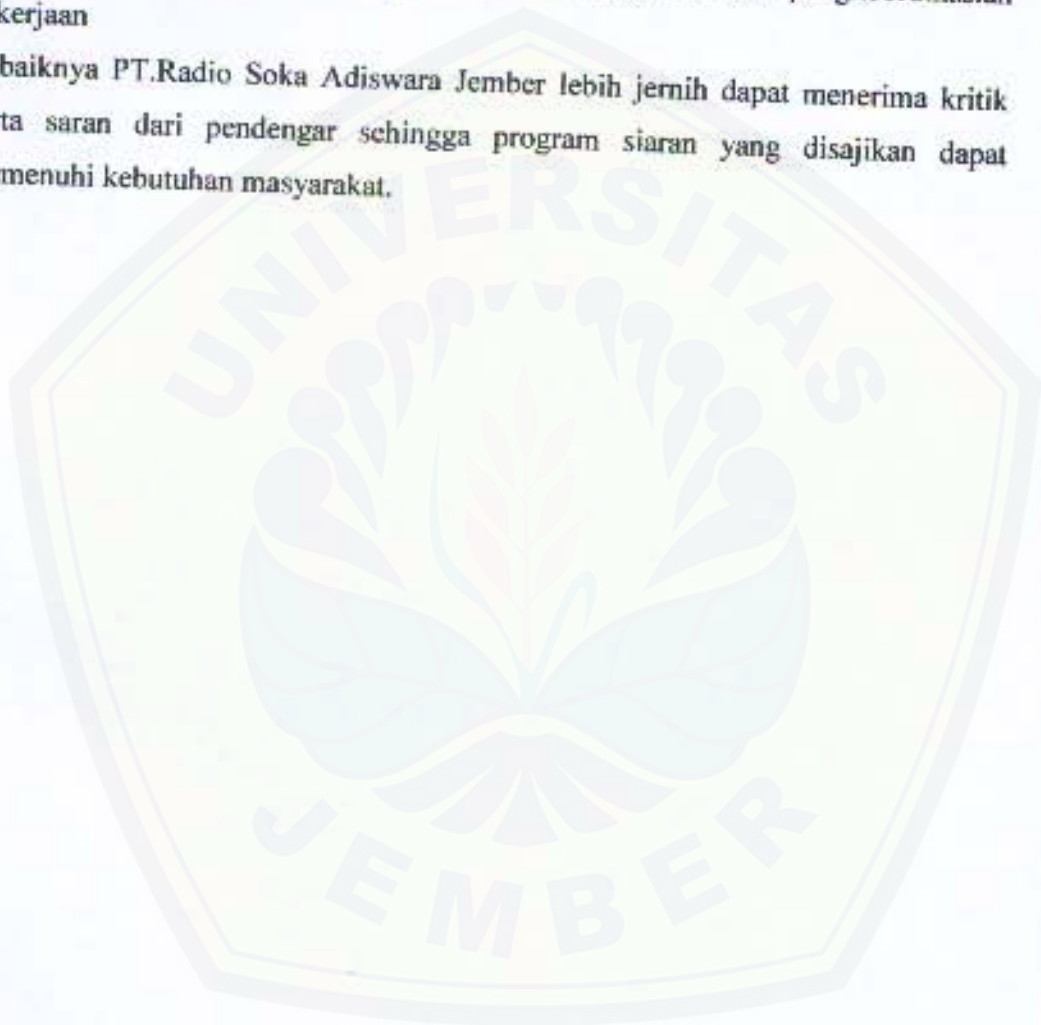 kerjaan
baiknya PT.Radio Soka Adiswara Jember lebih jernih dapat menerima kritik
ta saran dari pendengar sehingga program siaran yang disajikan dapat
menuhi kebutuhan masyarakat.
UNIVERSITAS
JEMBER